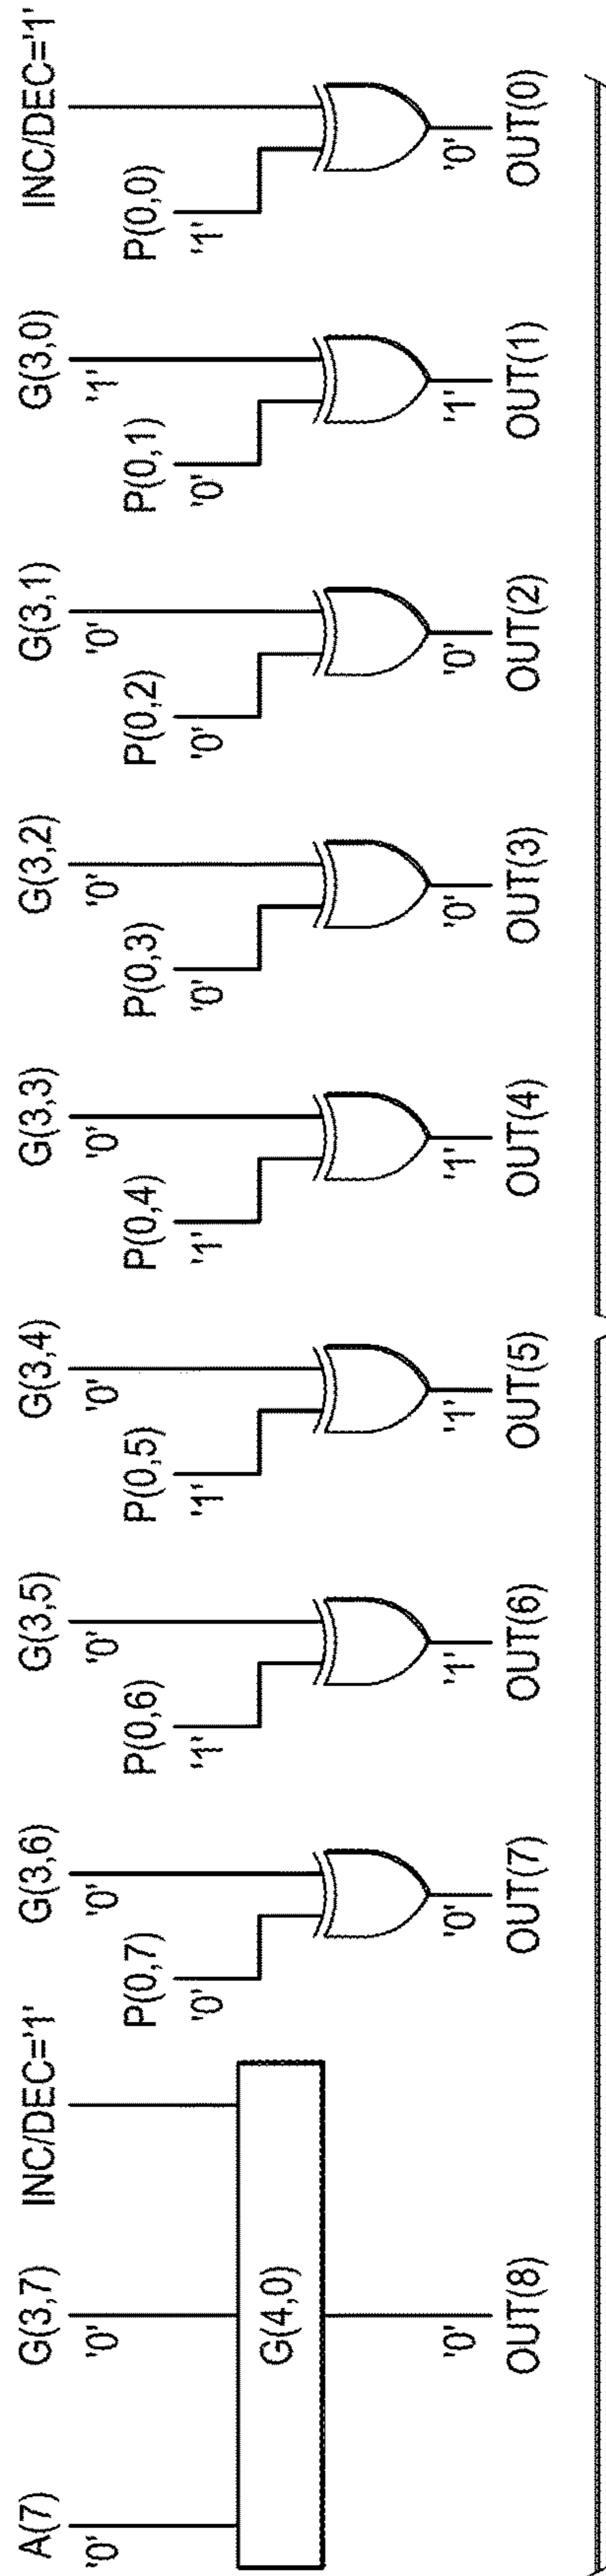 A(7) G(3,7) INC/DEC='1' G(3,6) G(3,5) G(3,4) G(3,3) G(3,2) G(3,1) G(3,0) INC/DEC='1'
'0' '0' '0' '0' '0' '0' '0' '0' '1'
P(0,7) P(0,6) P(0,5) P(0,4) P(0,3) P(0,2) P(0,1) P(0,0)
'0' '1' '1' '1' '0' '0' '0' '1'
G(4,0)
'0' '0' '1' '1' '1' '0' '0' '1' '0'
OUT(8) OUT(7) OUT(6) OUT(5) OUT(4) OUT(3) OUT(2) OUT(1) OUT(0)